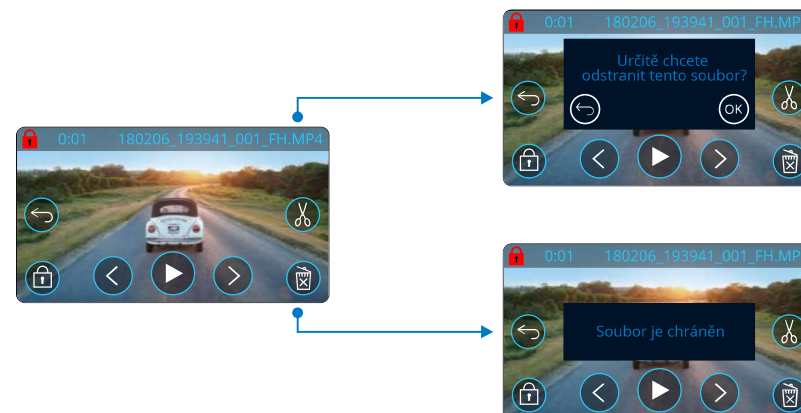 0:01 180206_193941_001_FH.MP4
0:01 180206_193941_001_FH.MP
Určitě chcete
odstranit tento soubor?
OK
0:01 180206_193941_001_FH.MP
Soubor je chráněn